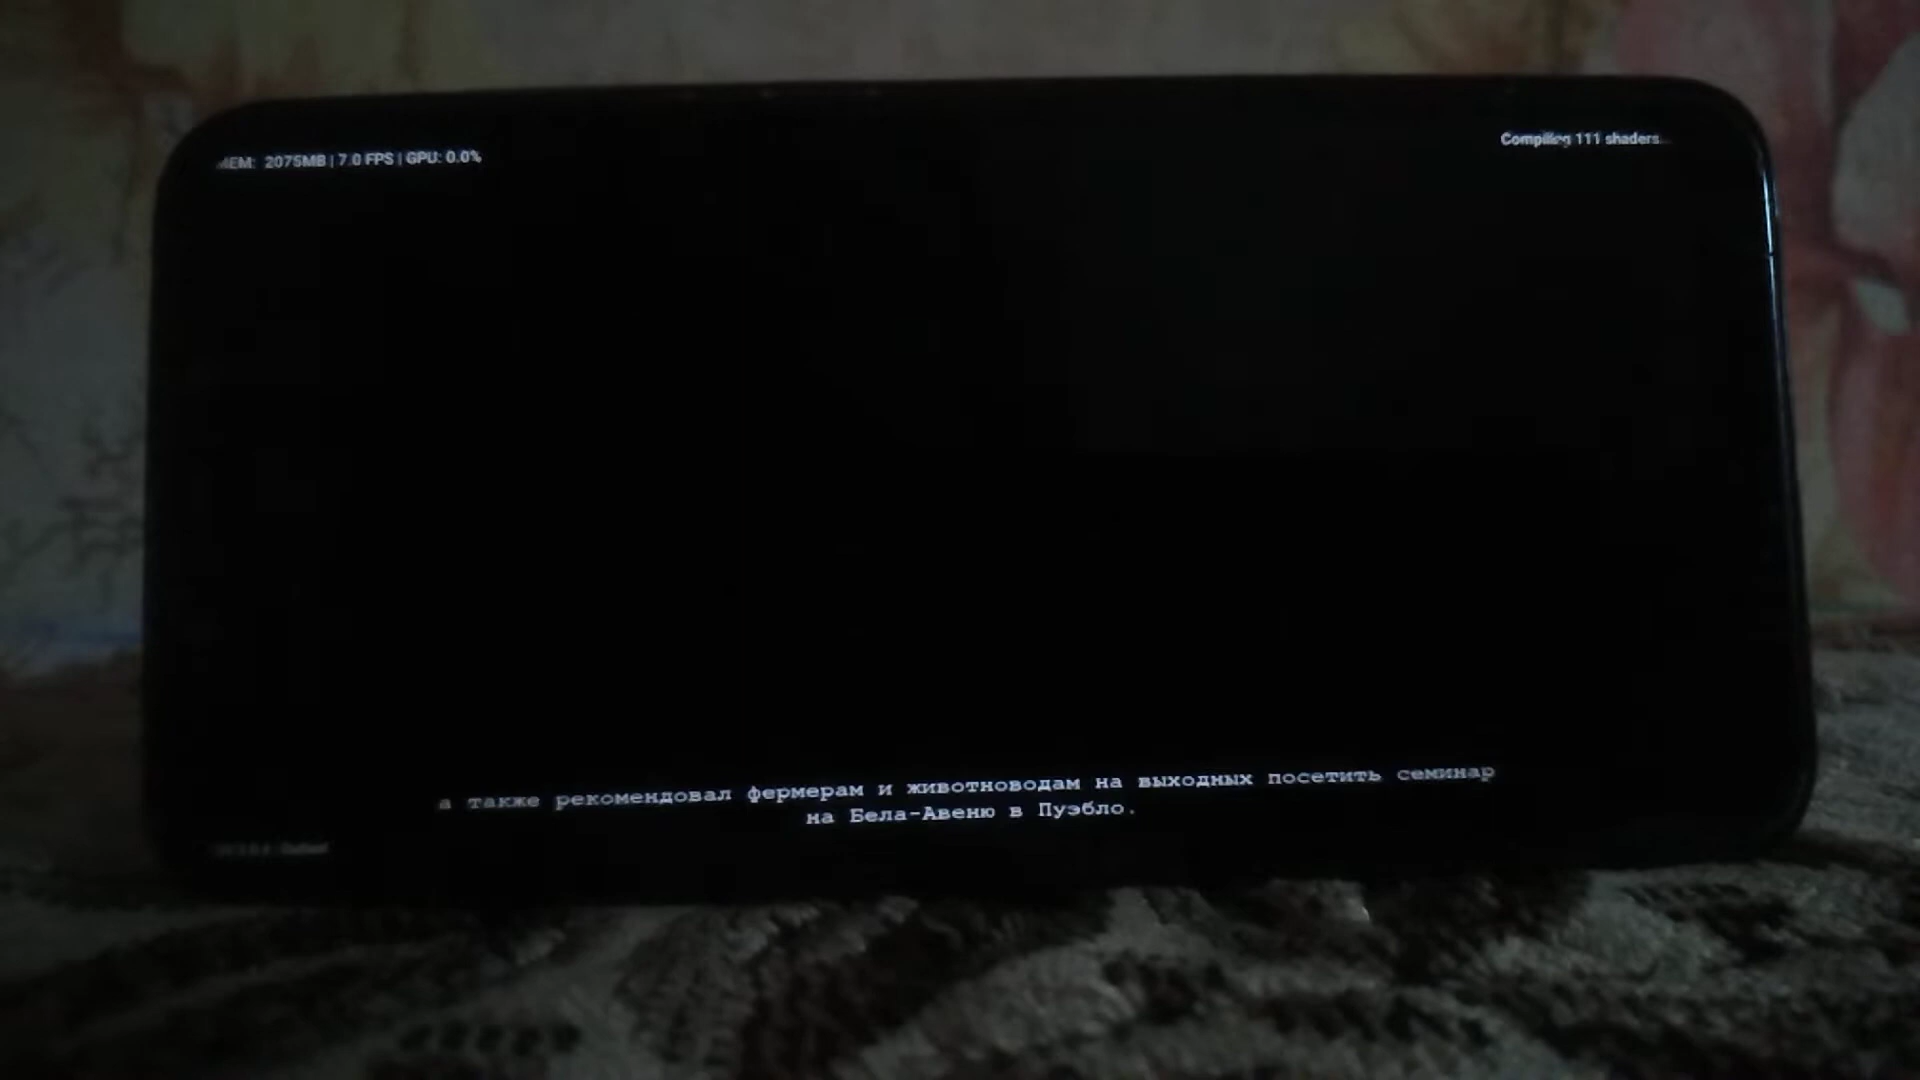 MEM: 2075MB | 7.0 FPS | GPU: 0.0%
Compiling 111 shaders
а также рекомендовал фермерам и животноводам на выходных посетить семинар
на Бела-Авеню в Пуэбло.